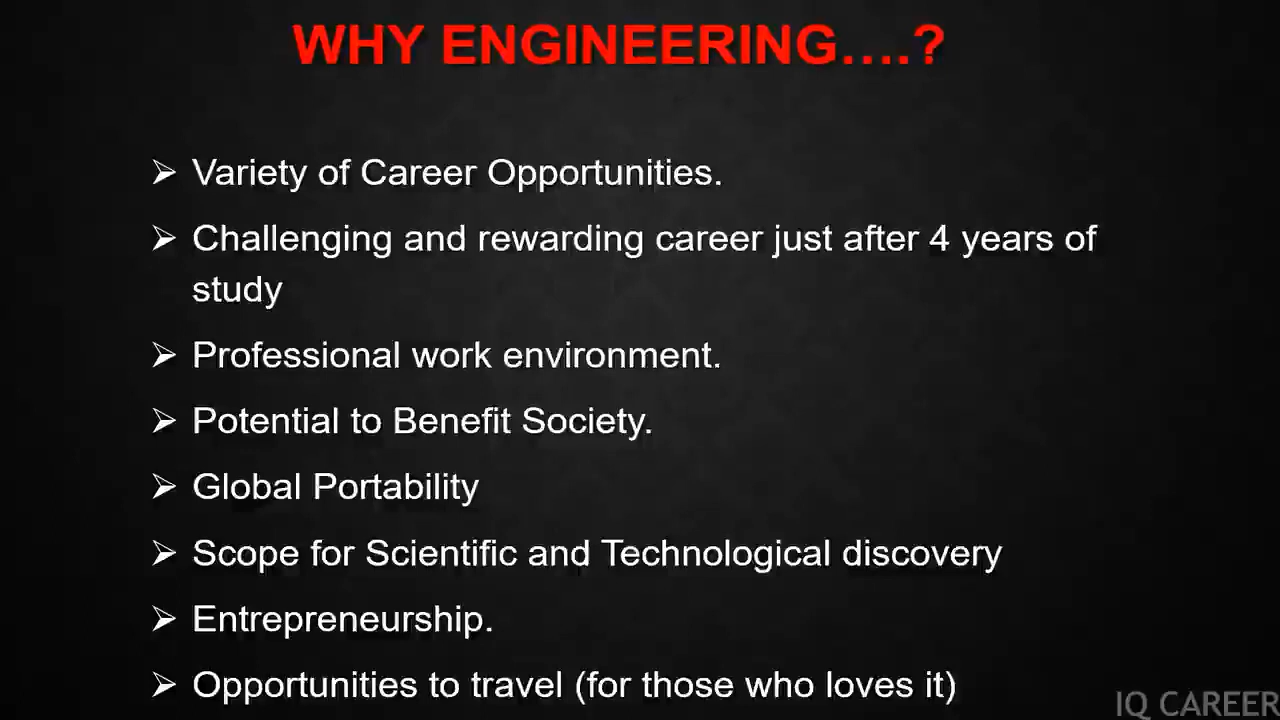 WHY ENGINEERING....?
➢ Variety of Career Opportunities.
➢ Challenging and rewarding career just after 4 years of
study
➢ Professional work environment.
➢ Potential to Benefit Society.
➢ Global Portability
➢ Scope for Scientific and Technological discovery
➢ Entrepreneurship.
➢ Opportunities to travel (for those who loves it)
IQ CAREER